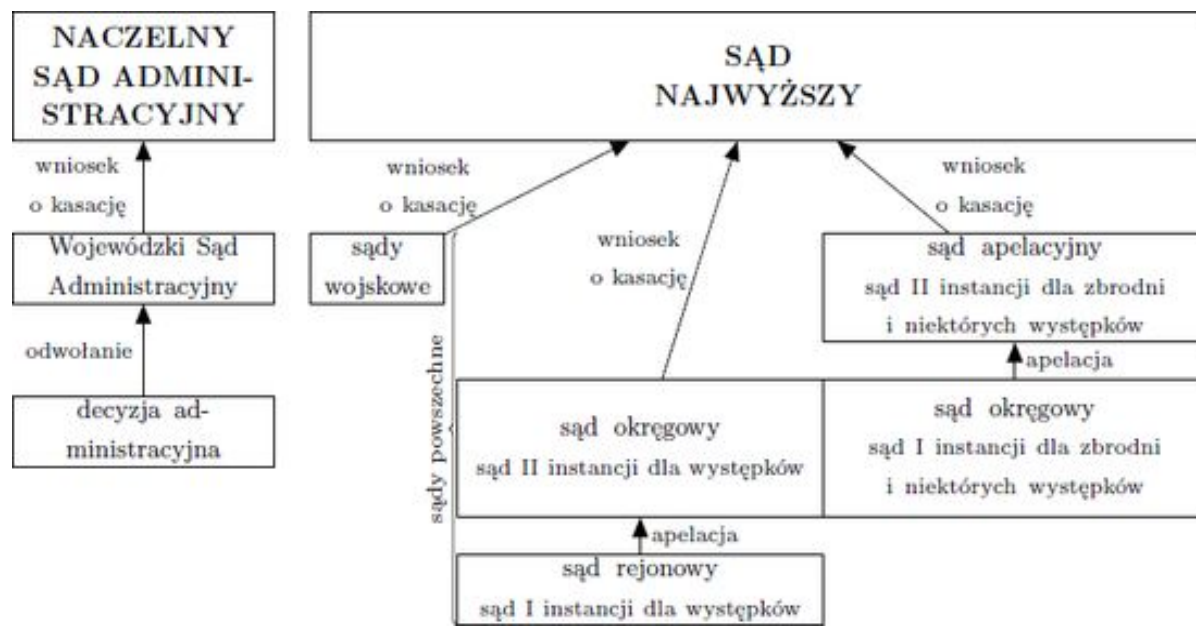 NACZELNY
SĄD ADMINI-
STRACYJNY
wniosek
o kasację
Wojewódzki Sąd
Administracyjny
odwołanie
decyzja ad-
ministracyjna
SĄD
NAJWYŻSZY
wniosek
o kasację
wniosek
o kasację
wniosek
o kasację
sądy
wojskowe
sądy powszechne
sąd apelacyjny
sąd II instancji dla zbrodni
i niektórych występków
apelacja
sąd okręgowy
sąd II instancji dla występków
sąd okręgowy
sąd I instancji dla zbrodni
i niektórych występków
apelacja
sąd rejonowy
sąd I instancji dla występków